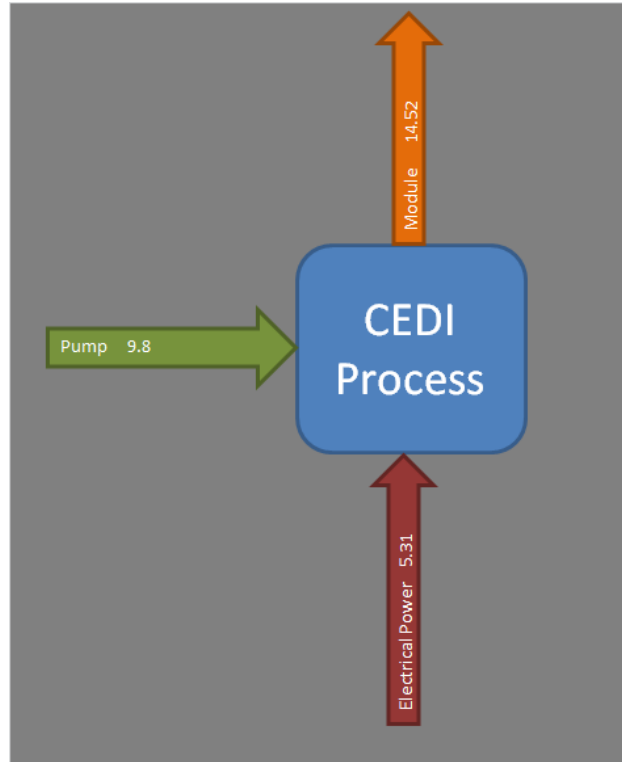 Module 14.52
CEDI
Process
Pump 9.8
Electrical Power 5.31